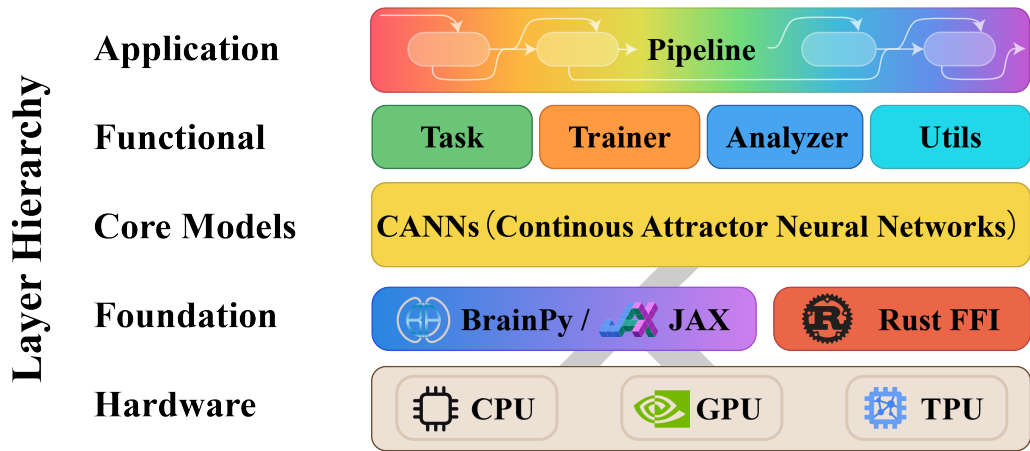 Layer Hierarchy
Application
Pipeline
Functional
Task
Trainer
Analyzer
Utils
Core Models
CANNs（Continous Attractor Neural Networks）
Foundation
BrainPy / JAX JAX
R Rust FFI
Hardware
CPU
GPU
TPU